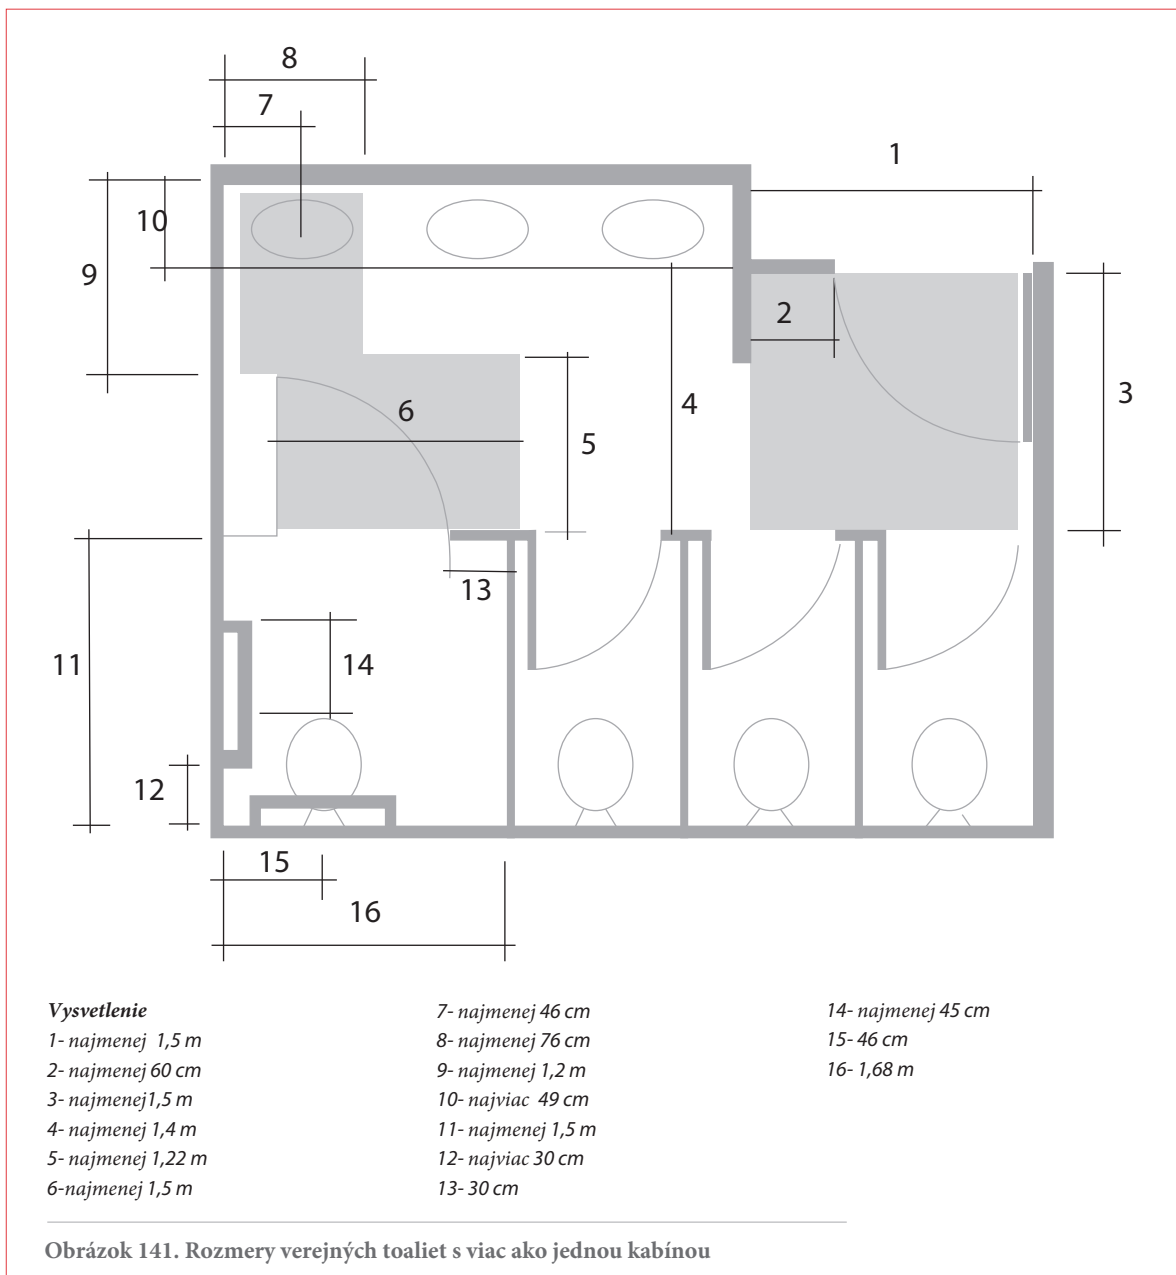 8
7
1
10
9
2
3
6
4
5
13
11
14
12
15
16
Vysvetlenie
1- najmenej 1,5 m
2- najmenej 60 cm
3- najmenej1,5 m
4- najmenej 1,4 m
5- najmenej 1,22 m
6-najmenej 1,5 m
7- najmenej 46 cm
8- najmenej 76 cm
9- najmenej 1,2 m
10- najviac 49 cm
11- najmenej 1,5 m
12- najviac 30 cm
13- 30 cm
14- najmenej 45 cm
15- 46 cm
16- 1,68 m
Obrázok 141. Rozmery verejných toaliet s viac ako jednou kabínou